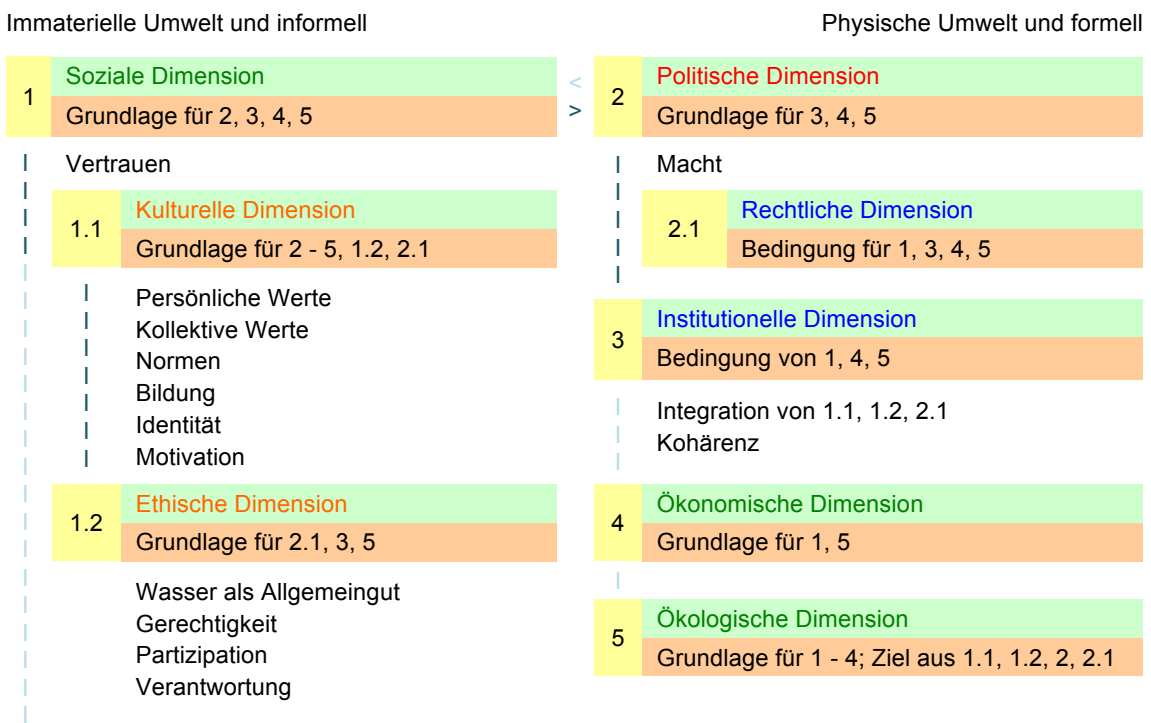 Immaterielle Umwelt und informell
Physische Umwelt und formell
1
Soziale Dimension
Grundlage für 2, 3, 4, 5
<
>
2
Politische Dimension
Grundlage für 3, 4, 5
Vertrauen
1.1
Kulturelle Dimension
Grundlage für 2 - 5, 1.2, 2.1
Persönliche Werte
Kollektive Werte
Normen
Bildung
Identität
Motivation
1.2
Ethische Dimension
Grundlage für 2.1, 3, 5
Wasser als Allgemeingut
Gerechtigkeit
Partizipation
Verantwortung
Macht
2.1
Rechtliche Dimension
Bedingung für 1, 3, 4, 5
3
Institutionelle Dimension
Bedingung von 1, 4, 5
Integration von 1.1, 1.2, 2.1
Kohärenz
4
Ökonomische Dimension
Grundlage für 1, 5
5
Ökologische Dimension
Grundlage für 1 - 4; Ziel aus 1.1, 1.2, 2, 2.1